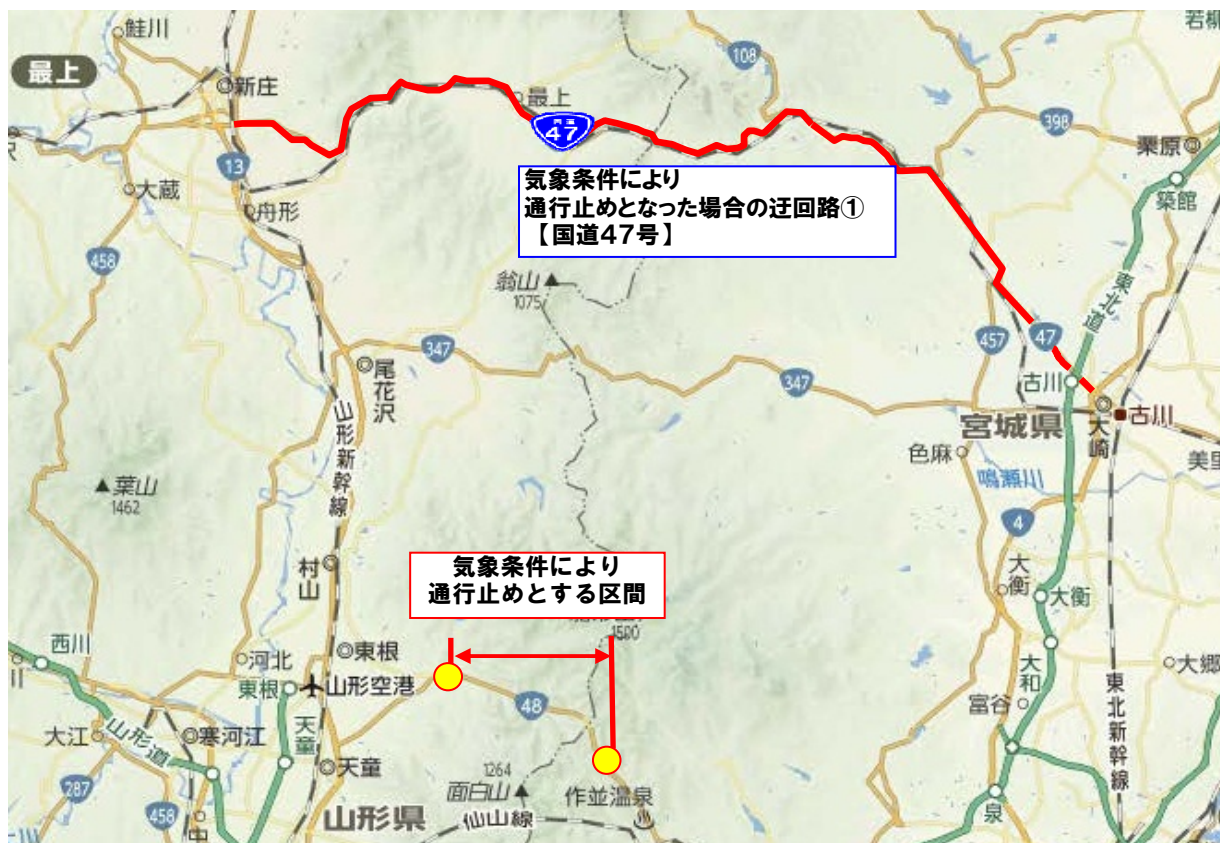 鮭川
若柳
最上
108
新庄
最上
国道
47
398
栗原
13
気象条件により
通行止めとなった場合の迂回路①
【国道47号】
築館
大蔵
舟形
458
翁山
1075
東北道
347
尾花沢
457
47
347
古川
古川
大崎
宮城県
色麻
美里
鳴瀬川
山形新幹線
葉山
1462
4
気象条件により
通行止めとする区間
村山
大衡
大衡
1500
西川
河北
東根
東根
山形空港
大和
大郷
48
富谷
東北新幹線
大江
山形道
寒河江
天童
天童
1264
面白山
作並温泉
287
458
中
山形県
仙山線
泉